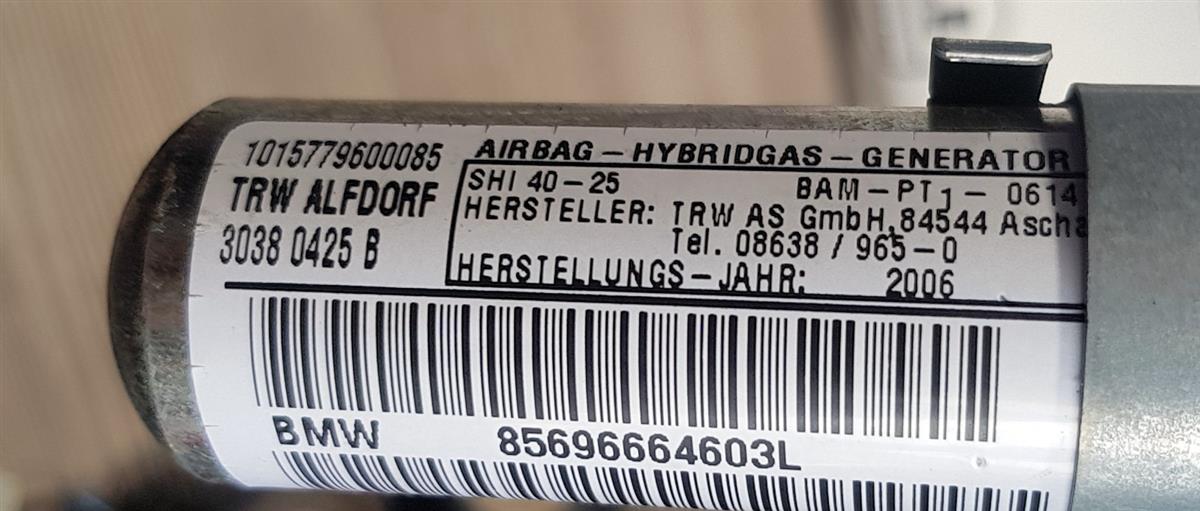 1015779600085
TRW ALFDORF
3038 0425 B
AIRBAG – HYBRIDGAS – GENERATOR
SHI 40 – 25 BAM – PT1 – 0614
HERSTELLER: TRW AS GmbH, 84544 Ascha
Tel. 08638 / 965 – 0
HERSTELLUNGS – JAHR: 2006
BMW 85696664603L